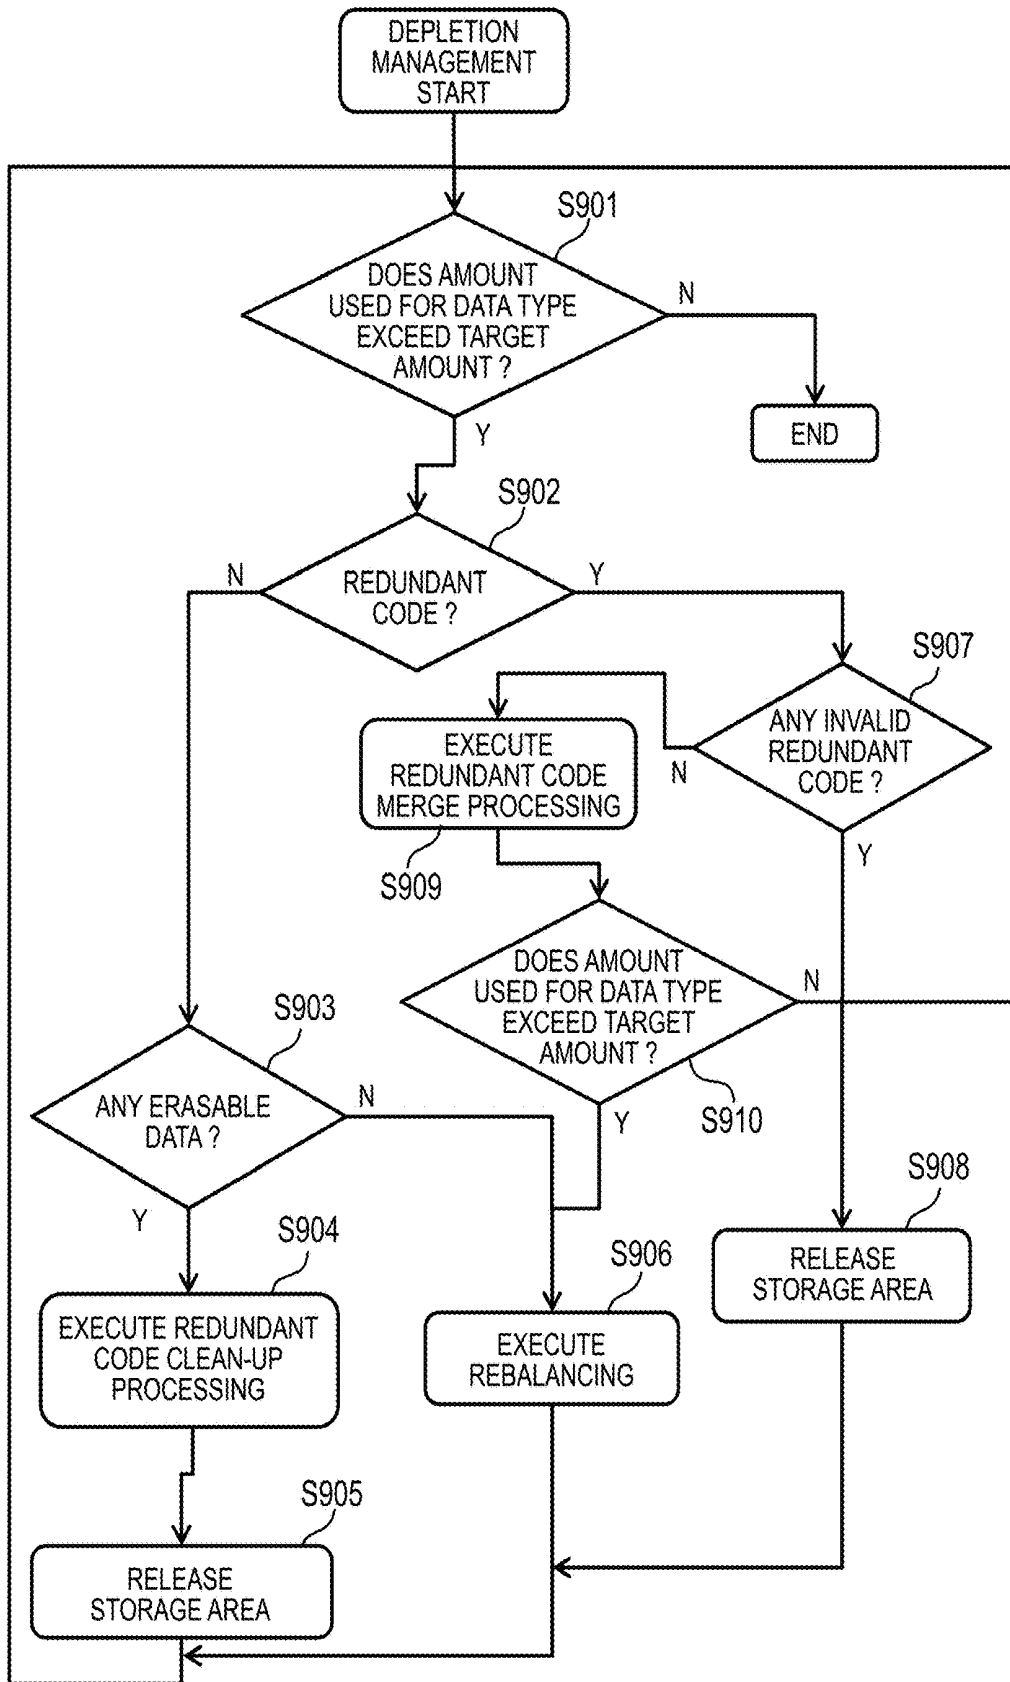 DEPLETION
MANAGEMENT
START
S901
DOES AMOUNT
USED FOR DATA TYPE
EXCEED TARGET
AMOUNT ?
N
Y
END
S902
REDUNDANT
CODE ?
N
Y
S907
ANY INVALID
REDUNDANT
CODE ?
N
Y
EXECUTE
REDUNDANT CODE
MERGE PROCESSING
S909
DOES AMOUNT
USED FOR DATA TYPE
EXCEED TARGET
AMOUNT ?
N
Y
S910
S903
ANY ERASABLE
DATA ?
N
Y
S904
EXECUTE REDUNDANT
CODE CLEAN-UP
PROCESSING
S906
EXECUTE
REBALANCING
S908
RELEASE
STORAGE AREA
S905
RELEASE
STORAGE AREA